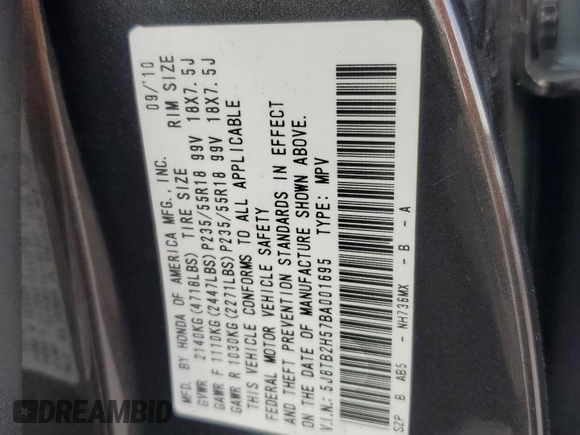 MFD. BY HONDA OF AMERICA MFG., INC. 09/'10
GVWR 2140KG(4718LBS) TIRE SIZE RIM SIZE
GAWR F 1110KG(2447LBS)P235/55R18 99V 18X7.5J
GAWR R 1030KG(2271LBS)P235/55R18 99V 18X7.5J
THIS VEHICLE CONFORMS TO ALL APPLICABLE
FEDERAL MOTOR VEHICLE SAFETY
AND THEFT PREVENTION STANDARDS IN EFFECT
ON THE DATE OF MANUFACTURE SHOWN ABOVE.
V.I.N.: 5J8TB2H57BA001695 TYPE: MPV
S2P B AB5 - NH736MX - B - A
DREAMBID